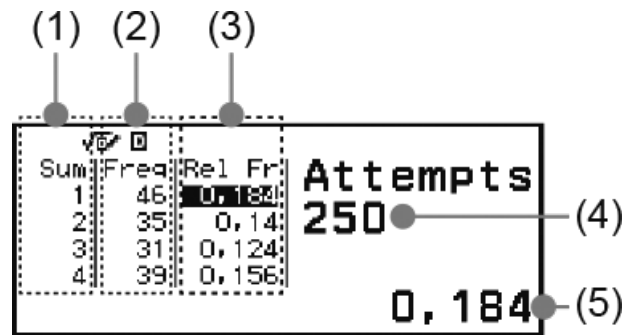 (1) (2) (3)
√ D
Sum Freq Rel Fr
1 46 0,184
2 35 0,14
3 31 0,124
4 39 0,156
Attempts
250
(4)
0,184
(5)